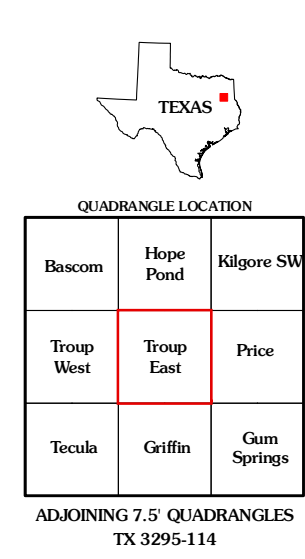 TEXAS
QUADRANGLE LOCATION
Bascom
Hope
Pond
Kilgore SW
Troup
West
Troup
East
Price
Tecula
Griffin
Gum
Springs
ADJOINING 7.5' QUADRANGLES
TX 3295-114